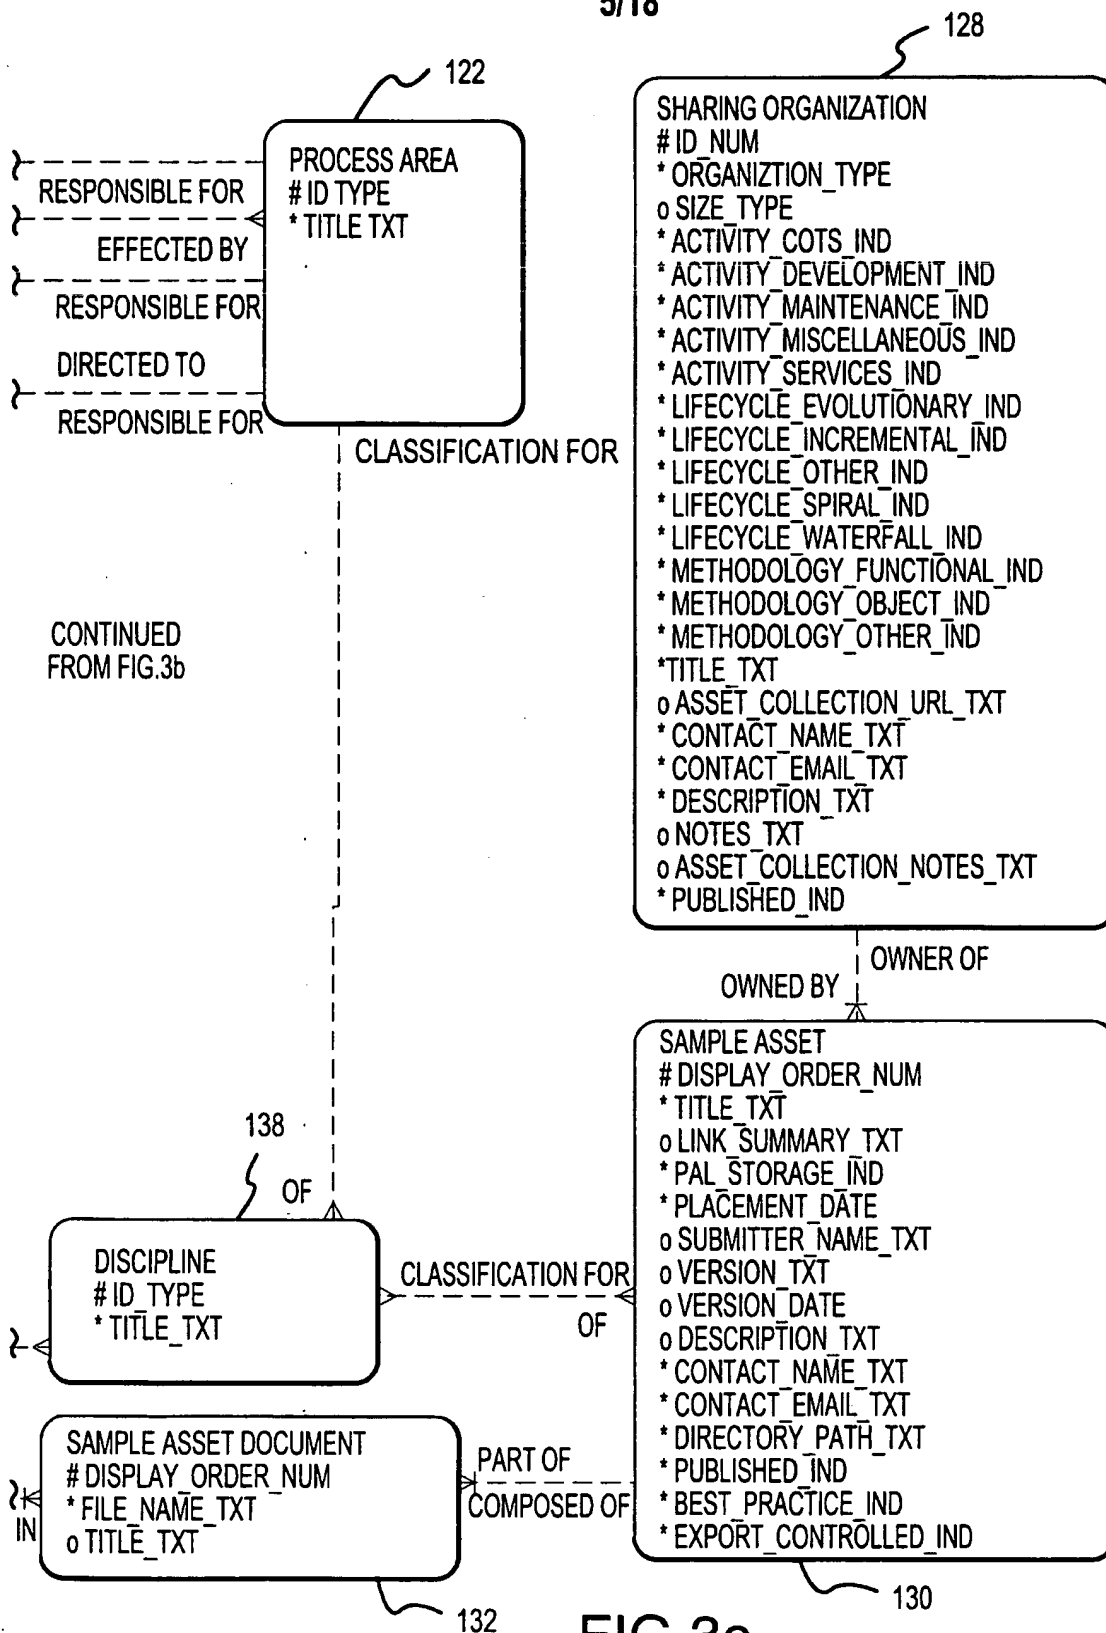 5/18
128
122
PROCESS AREA
# ID TYPE
* TITLE TXT
RESPONSIBLE FOR
EFFECTED BY
RESPONSIBLE FOR
DIRECTED TO
RESPONSIBLE FOR
CLASSIFICATION FOR
SHARING ORGANIZATION
# ID_NUM
* ORGANIZTION_TYPE
o SIZE_TYPE
* ACTIVITY_COTS_IND
* ACTIVITY_DEVELOPMENT_IND
* ACTIVITY_MAINTENANCE_IND
* ACTIVITY_MISCELLANEOUS_IND
* ACTIVITY_SERVICES_IND
* LIFECYCLE_EVOLUTIONARY_IND
* LIFECYCLE_INCREMENTAL_IND
* LIFECYCLE_OTHER_IND
* LIFECYCLE_SPIRAL_IND
* LIFECYCLE_WATERFALL_IND
* METHODOLOGY_FUNCTIONAL_IND
* METHODOLOGY_OBJECT_IND
* METHODOLOGY_OTHER_IND
*TITLE_TXT
o ASSET_COLLECTION_URL_TXT
* CONTACT_NAME_TXT
* CONTACT_EMAIL_TXT
* DESCRIPTION_TXT
o NOTES_TXT
o ASSET_COLLECTION_NOTES_TXT
* PUBLISHED_IND
CONTINUED
FROM FIG.3b
OWNER OF
OWNED BY
138
OF
DISCIPLINE
# ID_TYPE
* TITLE_TXT
CLASSIFICATION FOR
OF
SAMPLE ASSET
# DISPLAY_ORDER_NUM
* TITLE_TXT
o LINK_SUMMARY_TXT
* PAL_STORAGE_IND
* PLACEMENT_DATE
o SUBMITTER_NAME_TXT
o VERSION_TXT
o VERSION_DATE
o DESCRIPTION_TXT
* CONTACT_NAME_TXT
* CONTACT_EMAIL_TXT
* DIRECTORY_PATH_TXT
* PUBLISHED_IND
* BEST_PRACTICE_IND
* EXPORT_CONTROLLED_IND
SAMPLE ASSET DOCUMENT
# DISPLAY_ORDER_NUM
* FILE_NAME_TXT
o TITLE_TXT
IN
PART OF
COMPOSED OF
132
130